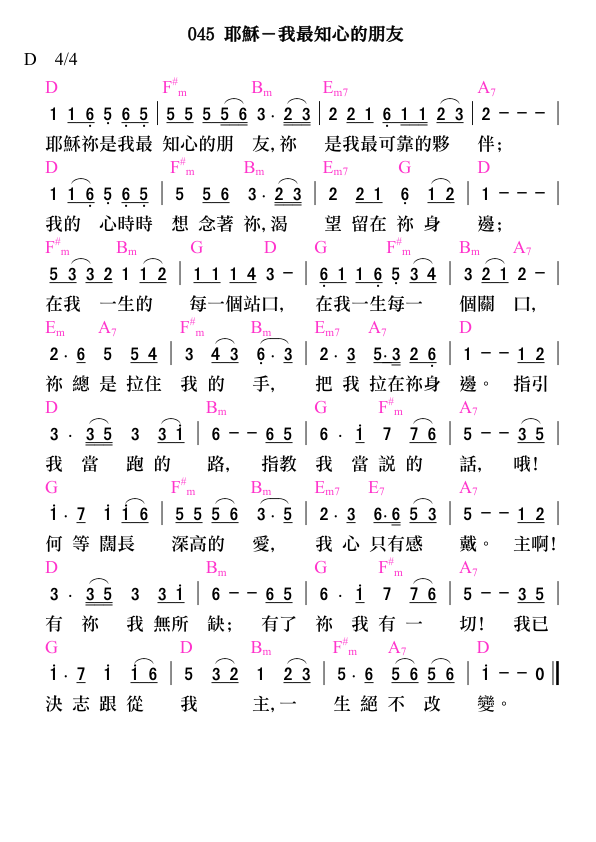 045 耶穌－我最知心的朋友
D 4/4
D F#m Bm Em7 A7
1 1 6 5 6 5 | 5 5 5 5 6 3 · 2 3 | 2 2 1 6 1 1 2 3 | 2 － － － |
耶穌祢是我最 知心的朋 友, 祢 是我最可靠的夥 伴;
D F#m Bm Em7 G D
1 1 6 5 6 5 | 5 5 6 3 · 2 3 | 2 2 1 6 1 2 | 1 － － － |
我的 心時時 想 念著 祢, 渴 望 留在 祢 身 邊;
F#m Bm G D G F#m Bm A7
5 3 3 2 1 1 2 | 1 1 1 4 3 － | 6 1 1 6 5 3 4 | 3 2 1 2 |
在我 一生的 每一個站口, 在我一生每一 個關 口,
Em A7 F#m Bm Em7 A7 D
2 · 6 5 5 4 | 3 4 3 6 · 3 | 2 · 3 5 · 3 2 6 | 1 － － 1 2 |
祢 總 是 拉住 我 的 手, 把 我 拉在祢身 邊。 指引
D Bm G F#m A7
3 · 3 5 3 3 1 | 6 － － 6 5 | 6 · 1 7 7 6 | 5 － － 3 5 |
我 當 跑 的 路, 指教 我 當 説 的 話, 哦!
G F#m Bm Em7 E7 A7
1 · 7 1 1 6 | 5 5 5 6 3 · 5 | 2 · 3 6 · 6 5 3 | 5 － － 1 2 |
何 等 闊長 深高的 愛, 我 心 只有感 戴。 主啊!
D Bm G F#m A7
3 · 3 5 3 3 1 | 6 － － 6 5 | 6 · 1 7 7 6 | 5 － － 3 5 |
有 祢 我 無所 缺; 有了 祢 我 有 一 切! 我已
G D Bm F#m A7 D
1 · 7 1 1 6 | 5 3 2 1 2 3 | 5 · 6 5 6 5 6 | 1 － － 0 ‖
決 志 跟 從 我 主, 一 生 絕 不 改 變。